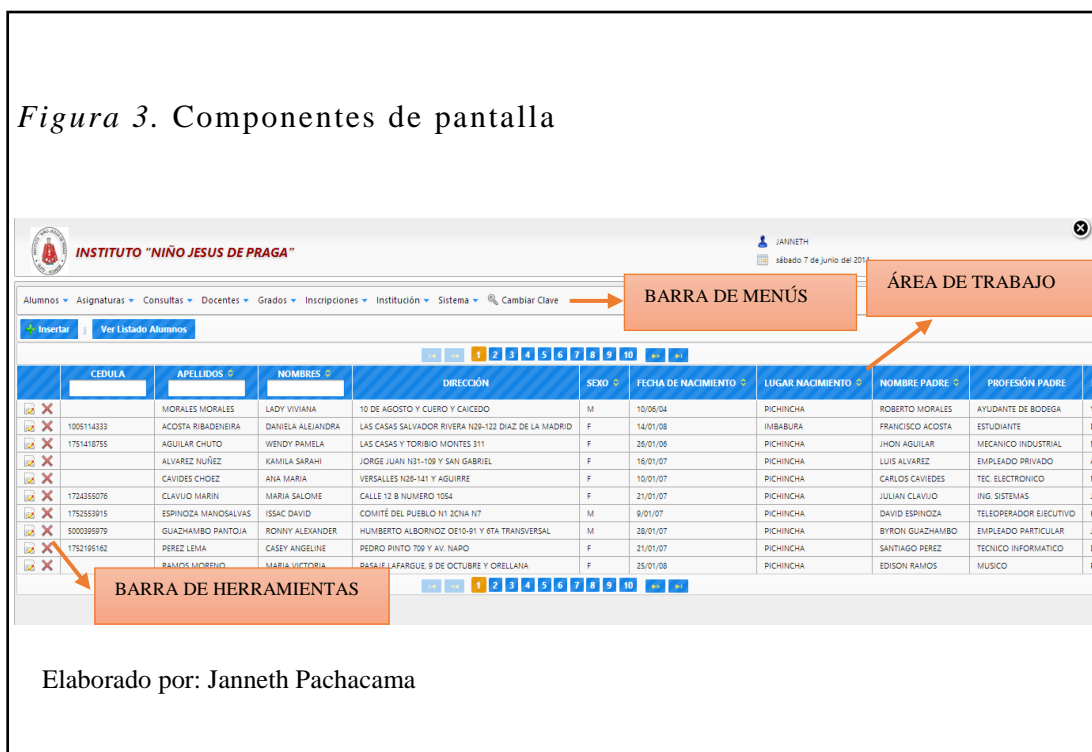 Figura 3. Componentes de pantalla
INSTITUTO "NIÑO JESUS DE PRAGA"
JANNETH
sábado 7 de junio del 201
Alumnos Asignaturas Consultas Docentes Grados Inscripciones Institución Sistema Cambiar Clave
BARRA DE MENÚS
ÁREA DE TRABAJO
Insertar | Ver Listado Alumnos
1 2 3 4 5 6 7 8 9 10
CEDULA APELLIDOS NOMBRES DIRECCIÓN SEXO FECHA DE NACIMIENTO LUGAR NACIMIENTO NOMBRE PADRE PROFESIÓN PADRE
MORALES MORALES LADY VIVIANA 10 DE AGOSTO Y CUERO Y CAICEDO M 10/06/04 PICHINCHA ROBERTO MORALES AYUDANTE DE BODEGA
1005114333 ACOSTA RIBADENEIRA DANIELA ALEJANDRA LAS CASAS SALVADOR RIVERA N29-122 DIAZ DE LA MADRID F 14/01/08 IMBABURA FRANCISCO ACOSTA ESTUDIANTE
1751418755 AGUILAR CHUTO WENDY PAMELA LAS CASAS Y TORIBIO MONTES 311 F 26/01/06 PICHINCHA JHON AGUILAR MECANICO INDUSTRIAL
ALVAREZ NUÑEZ KAMILA SARAHI JORGE JUAN N31-109 Y SAN GABRIEL F 16/01/07 PICHINCHA LUIS ALVAREZ EMPLEADO PRIVADO
CAVIDES CHOEZ ANA MARIA VERSALLES N26-141 Y AGUIRRE F 10/01/07 PICHINCHA CARLOS CAVIEDES TEC. ELECTRONICO
1724355076 CLAVIJO MARIN MARIA SALOME CALLE 12 B NUMERO 1054 F 21/01/07 PICHINCHA JULIAN CLAVIJO ING. SISTEMAS
1752553915 ESPINOZA MANOSALVAS ISSAC DAVID COMITÉ DEL PUEBLO N1 2CNA N7 M 9/01/07 PICHINCHA DAVID ESPINOZA TELEOPERADOR EJECUTIVO
5000395979 GUAZHAMBO PANTOJA RONNY ALEXANDER HUMBERTO ALBORNOZ OE10-91 Y 6TA TRANSVERSAL M 28/01/07 PICHINCHA BYRON GUAZHAMBO EMPLEADO PARTICULAR
1752195162 PEREZ LEMA CASEY ANGELINE PEDRO PINTO 709 Y AV. NAPO F 21/01/07 PICHINCHA SANTIAGO PEREZ TECNICO INFORMATICO
RAMOS MORENO MARIA VICTORIA PASAJE LAFARGUE, 9 DE OCTUBRE Y ORELLANA F 25/01/08 PICHINCHA EDISON RAMOS MUSICO
BARRA DE HERRAMIENTAS
1 2 3 4 5 6 7 8 9 10
Elaborado por: Janneth Pachacama